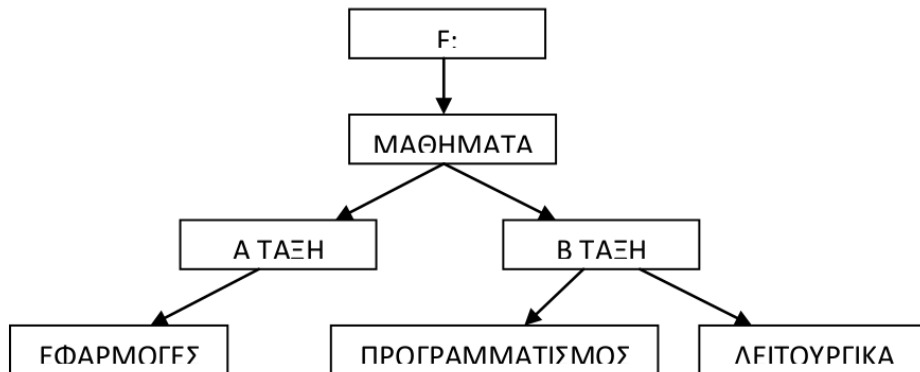 F:
ΜΑΘΗΜΑΤΑ
Α ΤΑΞΗ
Β ΤΑΞΗ
ΕΦΑΡΜΟΓΕΣ
ΠΡΟΓΡΑΜΜΑΤΙΣΜΟΣ
ΛΕΙΤΟΥΡΓΙΚΑ